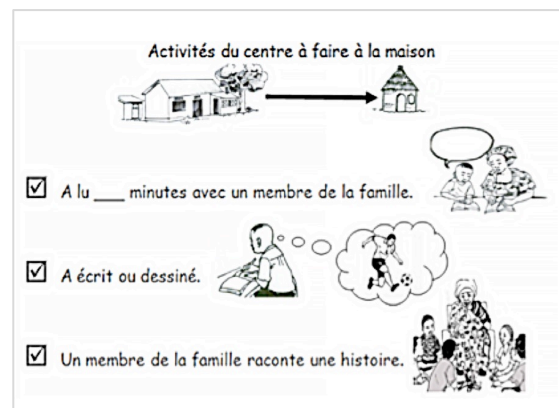 Activités du centre à faire à la maison
A lu ___ minutes avec un membre de la famille.
A écrit ou dessiné.
Un membre de la famille raconte une histoire.